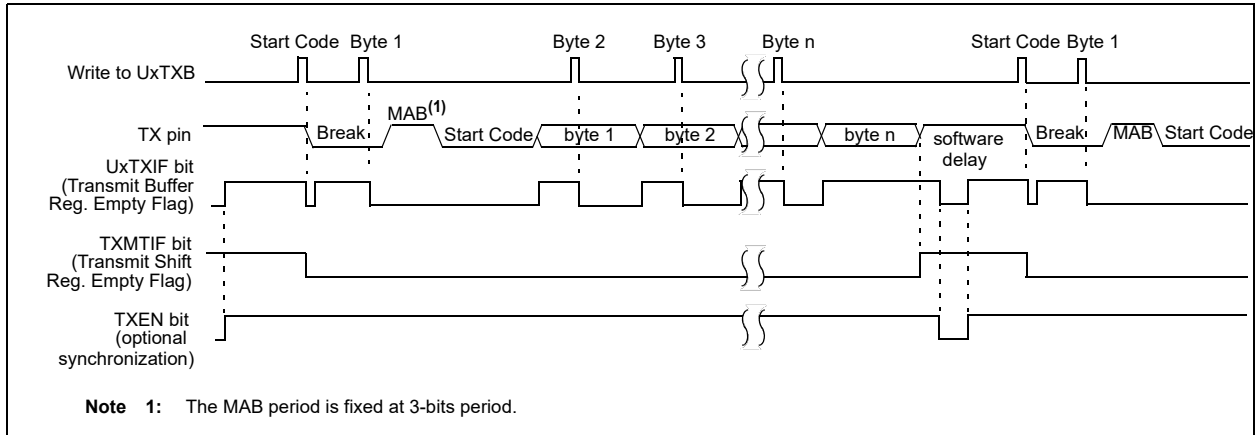 Start Code Byte 1 Byte 2 Byte 3 Byte n Start Code Byte 1
Write to UxTXB
MAB(1)
TX pin Break Start Code byte 1 byte 2 byte n software delay Break MAB Start Code
UxTXIF bit
(Transmit Buffer
Reg. Empty Flag)
TXMTIF bit
(Transmit Shift
Reg. Empty Flag)
TXEN bit
(optional
synchronization)
Note 1: The MAB period is fixed at 3-bits period.